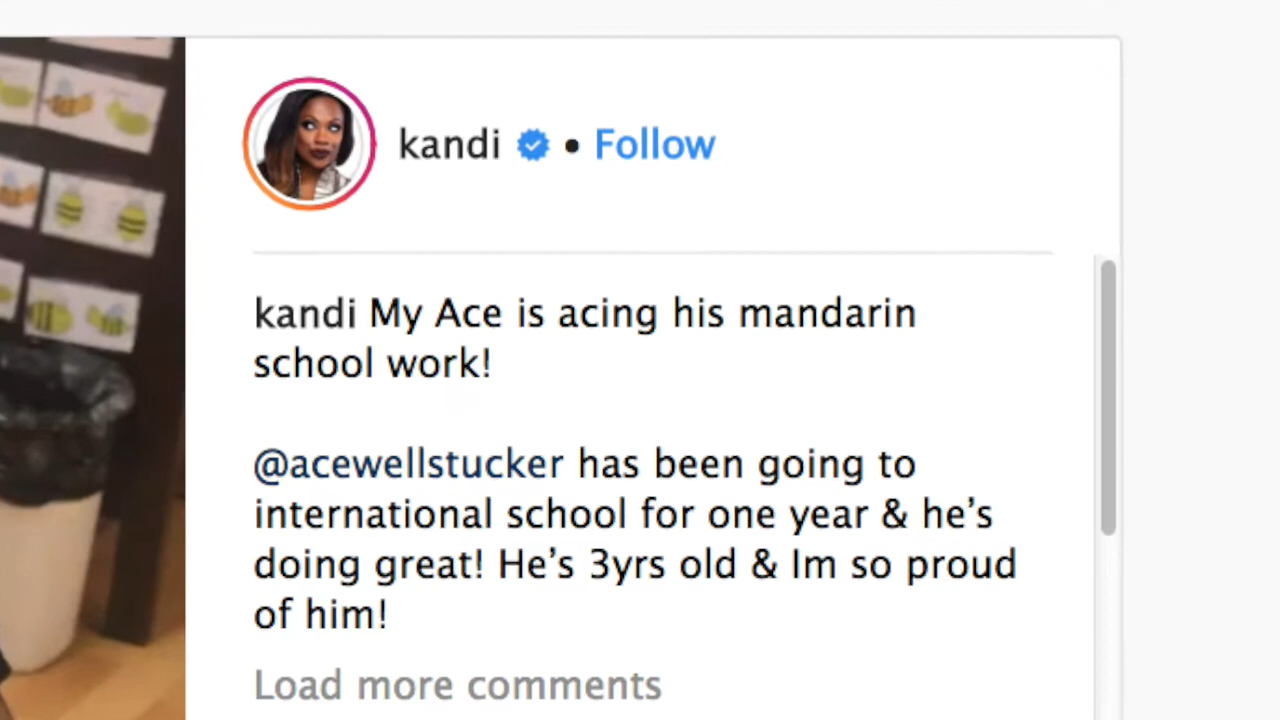 kandi • Follow
kandi My Ace is acing his mandarin
school work!
@acewellstucker has been going to
international school for one year & he’s
doing great! He’s 3yrs old & Im so proud
of him!
Load more comments